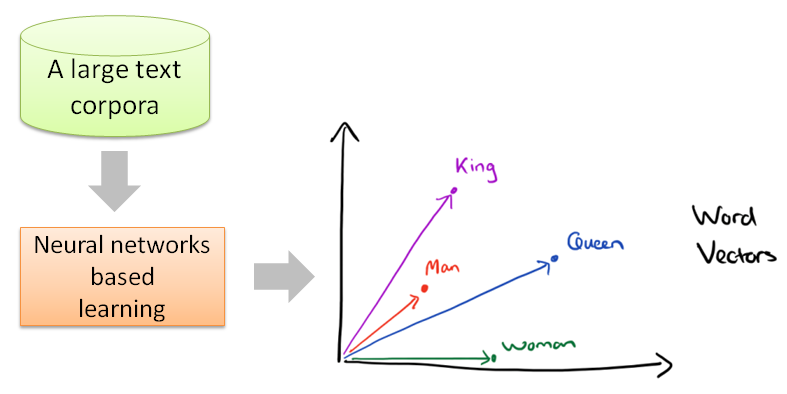 A large text
corpora
Neural networks
based
learning
King
Man
Queen
Woman
Word
Vectors